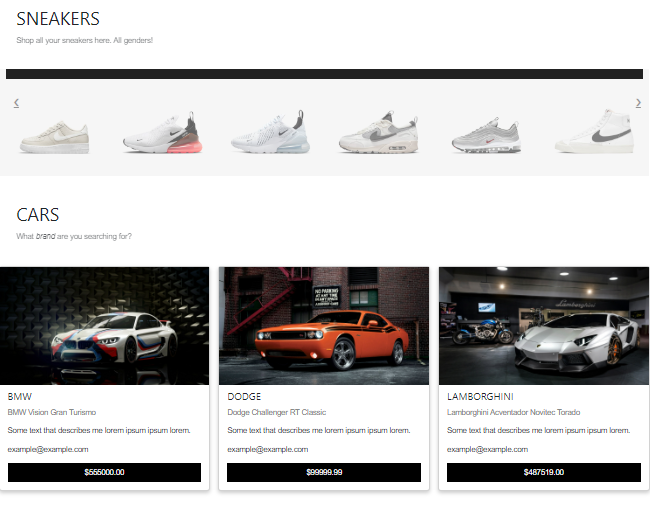 SNEAKERS
Shop all your sneakers here. All genders!
‹ ›
CARS
What brand are you searching for?
NO PARKING
AT ANY TIME
Lamborghini
BMW
BMW Vision Gran Turismo
Some text that describes me lorem ipsum ipsum lorem.
example@example.com
$555000.00
DODGE
Dodge Challenger RT Classic
Some text that describes me lorem ipsum ipsum lorem.
example@example.com
$99999.99
LAMBORGHINI
Lamborghini Acventador Novitec Torado
Some text that describes me lorem ipsum ipsum lorem.
example@example.com
$487519.00